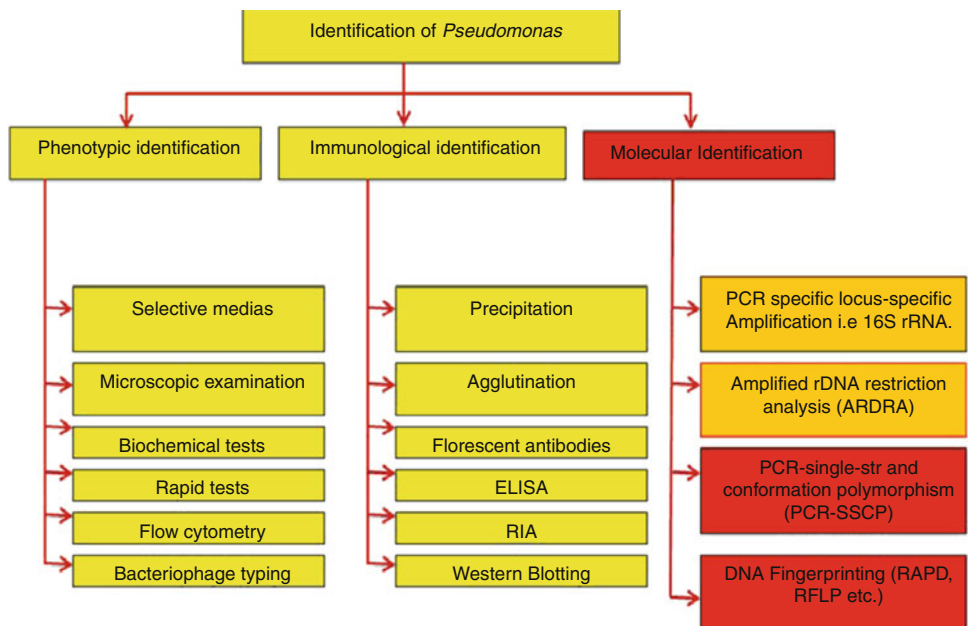 Identification of Pseudomonas
Phenotypic identification
Selective medias
Microscopic examination
Biochemical tests
Rapid tests
Flow cytometry
Bacteriophage typing
Immunological identification
Precipitation
Agglutination
Florescent antibodies
ELISA
RIA
Western Blotting
Molecular Identification
PCR specific locus-specific
Amplification i.e 16S rRNA.
Amplified rDNA restriction
analysis (ARDRA)
PCR-single-str and
conformation polymorphism
(PCR-SSCP)
DNA Fingerprinting (RAPD,
RFLP etc.)